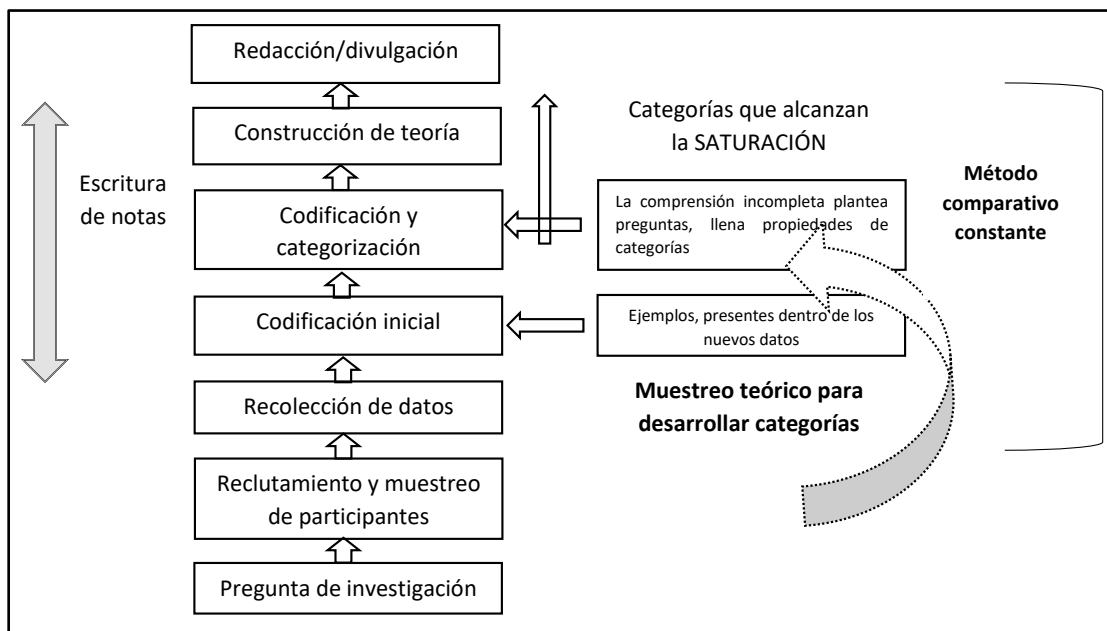 Redacción/divulgación
Construcción de teoría
Codificación y
categorización
Codificación inicial
Recolección de datos
Reclutamiento y muestreo
de participantes
Pregunta de investigación
Escritura
de notas
Categorías que alcanzan
la SATURACIÓN
La comprensión incompleta plantea
preguntas, llena propiedades de
categorías
Ejemplos, presentes dentro de los
nuevos datos
Muestreo teórico para
desarrollar categorías
Método
comparativo
constante